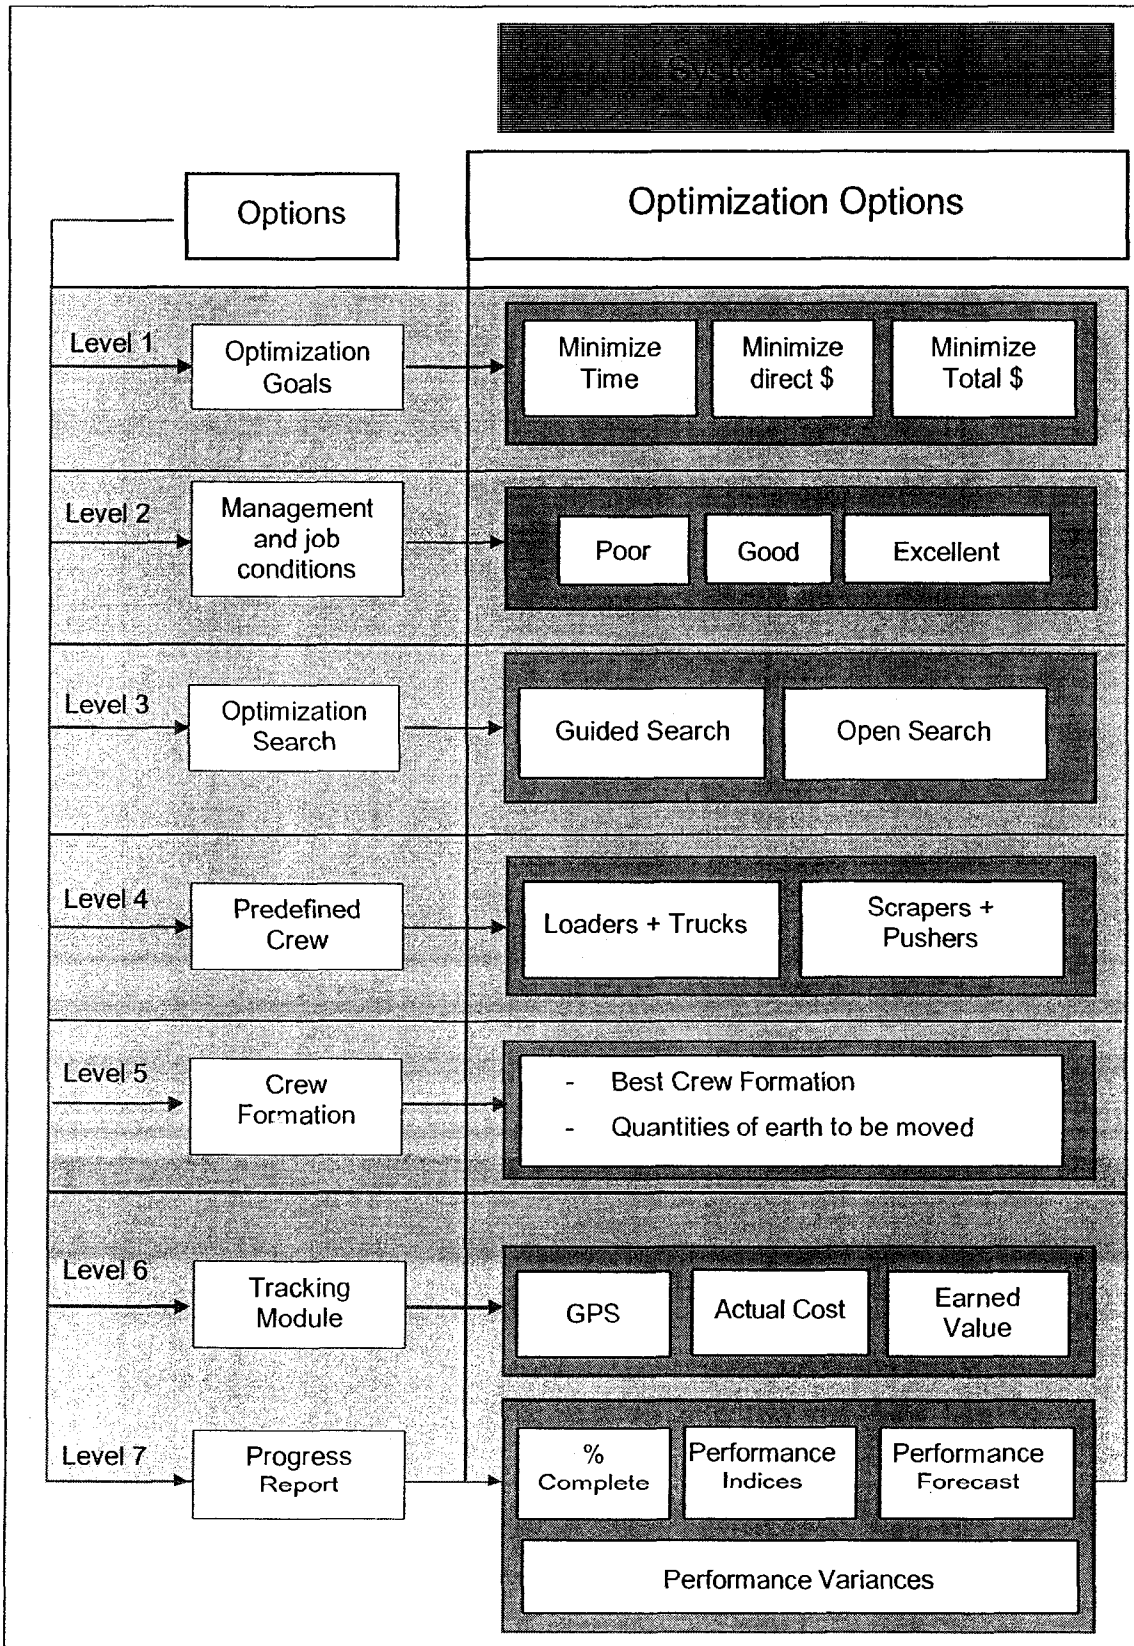 Options
Optimization Options
Level 1
Optimization
Goals
Minimize
Time
Minimize
direct $
Minimize
Total $
Level 2
Management
and job
conditions
Poor
Good
Excellent
Level 3
Optimization
Search
Guided Search
Open Search
Level 4
Predefined
Crew
Loaders + Trucks
Scrapers +
Pushers
Level 5
Crew
Formation
- Best Crew Formation
- Quantities of earth to be moved
Level 6
Tracking
Module
GPS
Actual Cost
Earned
Value
Level 7
Progress
Report
%
Complete
Performance
Indices
Performance
Forecast
Performance Variances